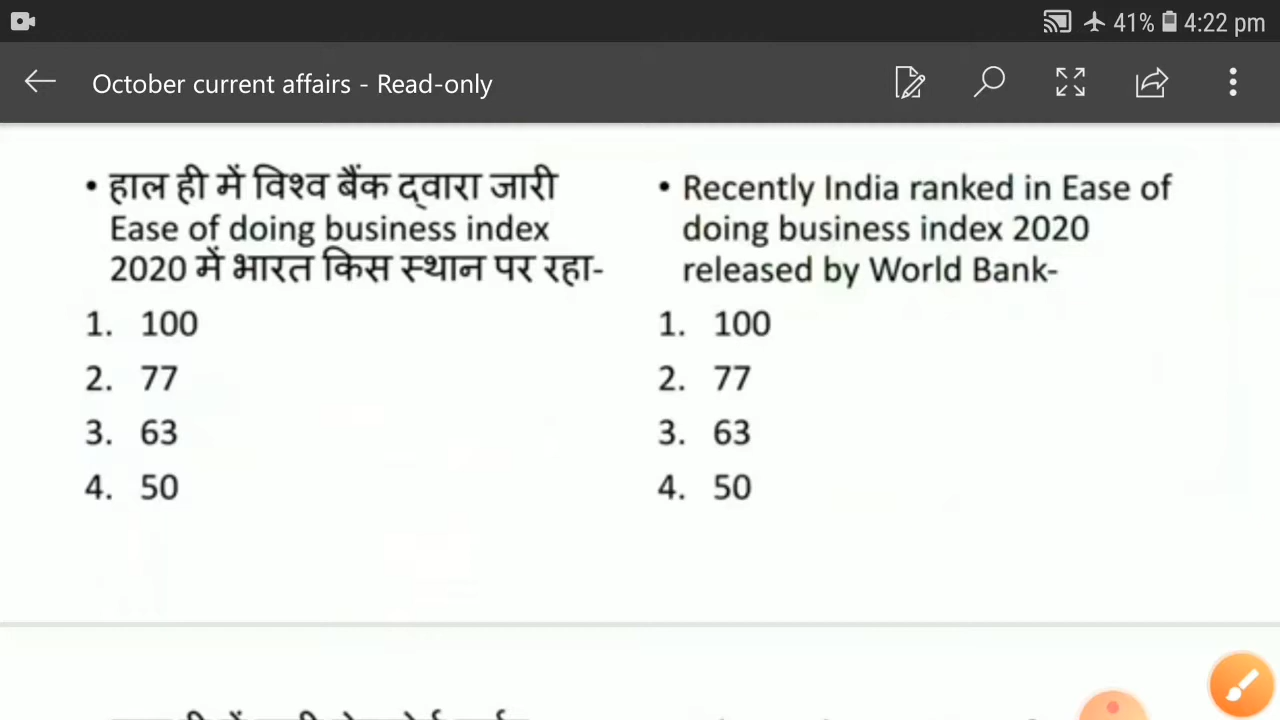 41% 4:22 pm
October current affairs - Read-only
• हाल ही में विश्व बैंक द्वारा जारी
Ease of doing business index
2020 में भारत किस स्थान पर रहा-
1. 100
2. 77
3. 63
4. 50
• Recently India ranked in Ease of
doing business index 2020
released by World Bank-
1. 100
2. 77
3. 63
4. 50